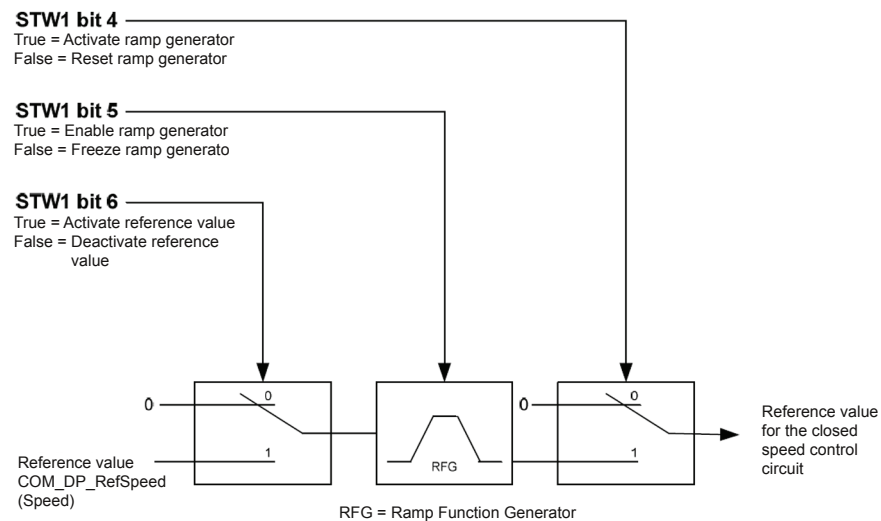 STW1 bit 4
True = Activate ramp generator
False = Reset ramp generator
STW1 bit 5
True = Enable ramp generator
False = Freeze ramp generato
STW1 bit 6
True = Activate reference value
False = Deactivate reference
value
0
0
1
Reference value
COM_DP_RefSpeed
(Speed)
RFG
0
0
1
Reference value
for the closed
speed control
circuit
RFG = Ramp Function Generator